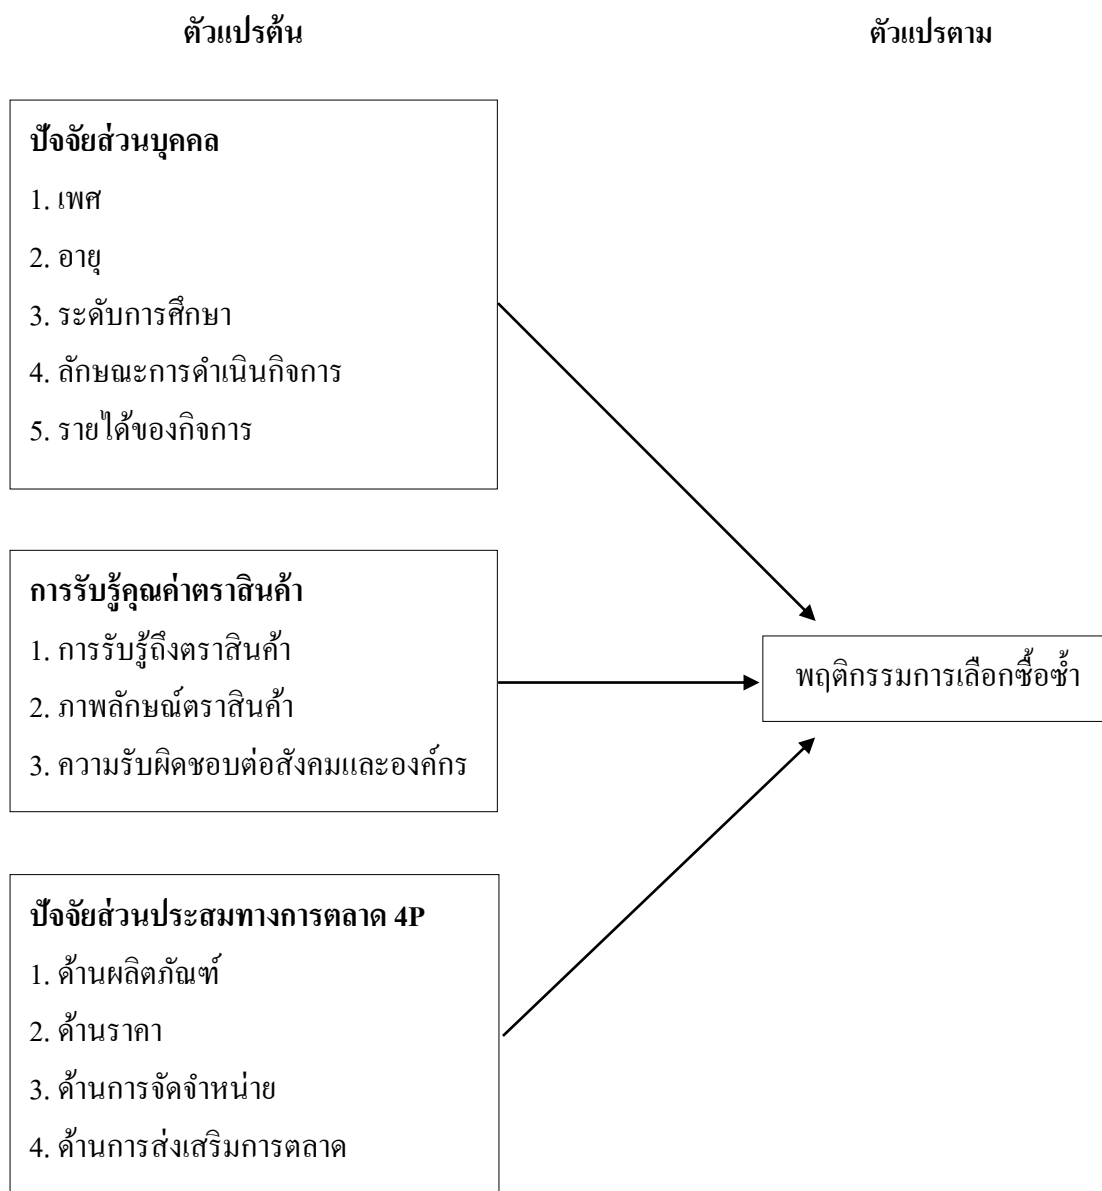 ตัวแปรต้น
ตัวแปรตาม
ปัจจัยส่วนบุคคล
1. เพศ
2. อายุ
3. ระดับการศึกษา
4. ลักษณะการดำเนินกิจการ
5. รายได้ของกิจการ
การรับรู้คุณค่าตราสินค้า
1. การรับรู้ถึงตราสินค้า
2. ภาพลักษณ์ตราสินค้า
3. ความรับผิดชอบต่อสังคมและองค์กร
พฤติกรรมการเลือกซื้อซ้ำ
ปัจจัยส่วนประสมทางการตลาด 4P
1. ด้านผลิตภัณฑ์
2. ด้านราคา
3. ด้านการจัดจำหน่าย
4. ด้านการส่งเสริมการตลาด